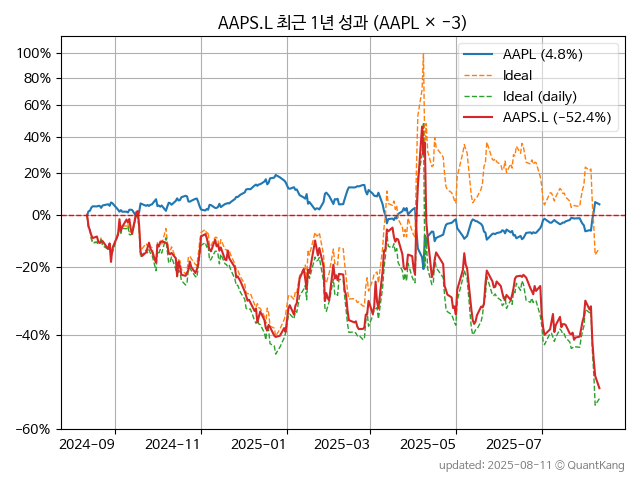 AAPS.L 최근 1년 성과 (AAPL × −3)
100%
80%
60%
40%
20%
0%
−20%
−40%
−60%
AAPL (4.8%)
Ideal
Ideal (daily)
AAPS.L (−52.4%)
2024-09
2024-11
2025-01
2025-03
2025-05
2025-07
updated: 2025-08-11 © QuantKang